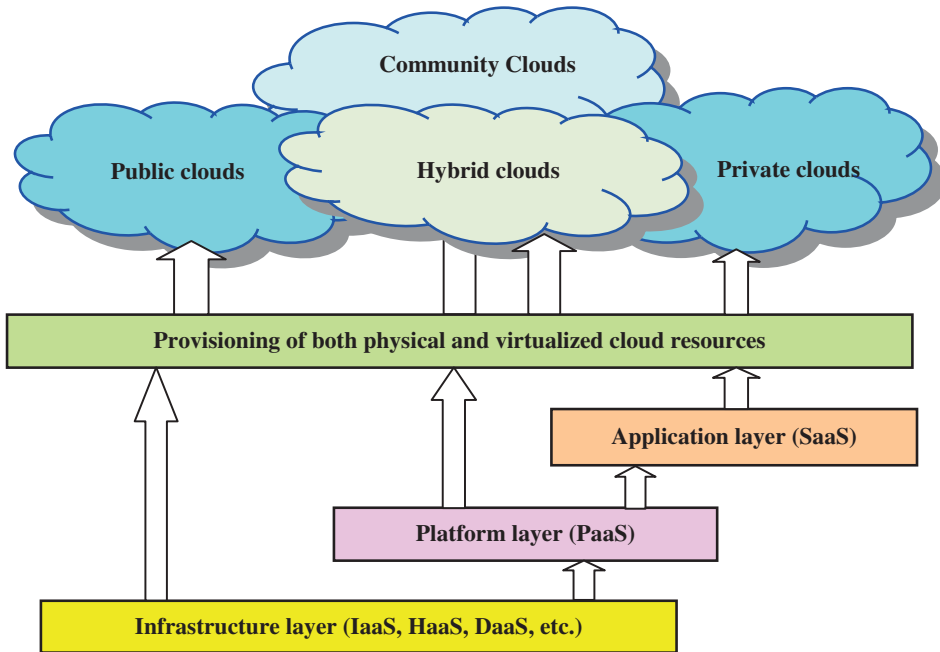 Community Clouds
Public clouds
Hybrid clouds
Private clouds
Provisioning of both physical and virtualized cloud resources
Application layer (SaaS)
Platform layer (PaaS)
Infrastructure layer (IaaS, HaaS, DaaS, etc.)